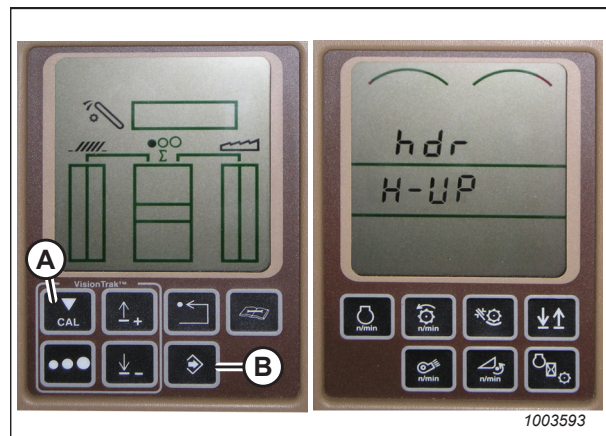 A
VisionTrak™
CAL
Σ
+
-
B
hdr
H-UP
n/min
n/min
n/min
n/min
1003593